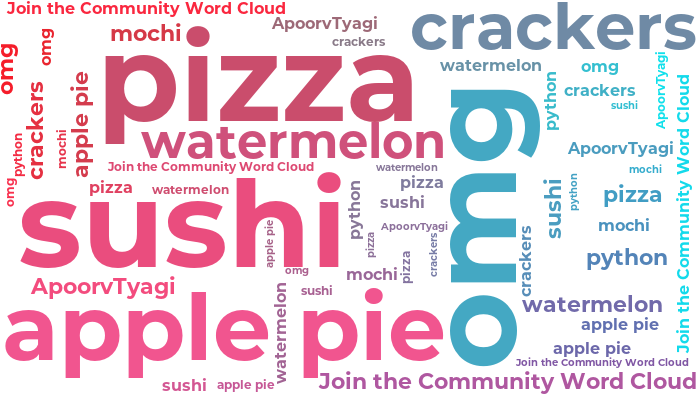 Join the Community Word Cloud
mochi
ApoorvTyagi
crackers
crackers
omg
omg
pizza
watermelon
omg
python
crackers
mochi
apple pie
watermelon
omg
python
crackers
sushi
ApoorvTyagi
Join the Community Word Cloud
ApoorvTyagi
Join the Community Word Cloud
watermelon
mochi
omg
pizza
watermelon
sushi
python
pizza
sushi
sushi
python
pizza
mochi
ApoorvTyagi
apple pie
pizza
crackers
crackers
python
omg
mochi
pizza
ApoorvTyagi
watermelon
sushi
apple pie
watermelon
apple pie
apple pie
Join the Community Word Cloud
sushi
apple pie
Join the Community Word Cloud